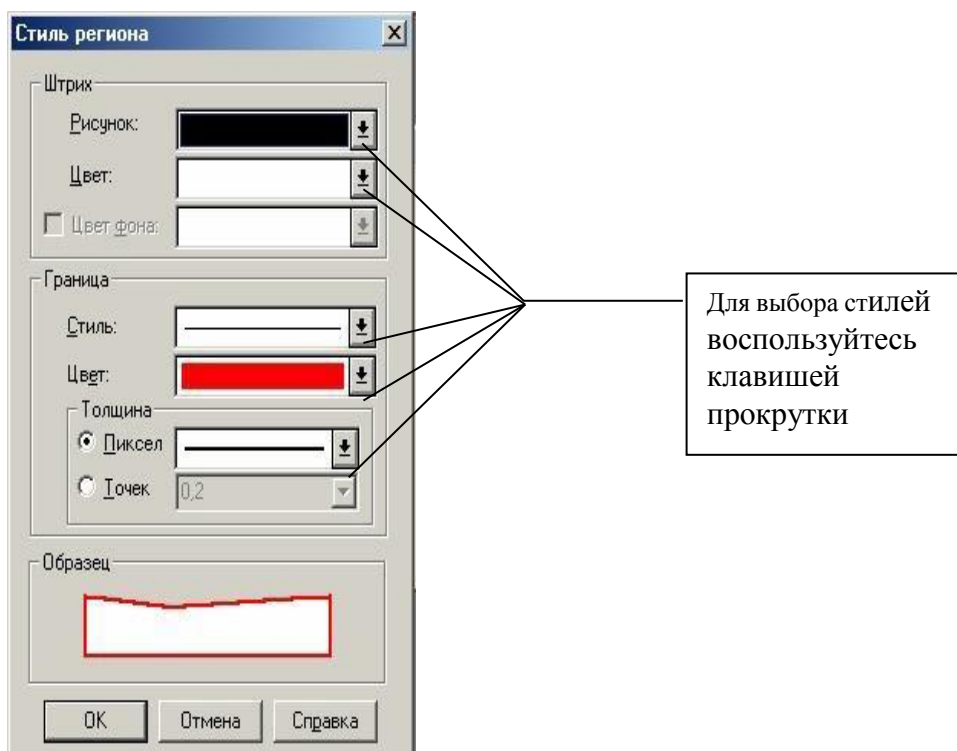 Стиль региона
Штрих
Рисунок:
Цвет:
Цвет фона:
Граница
Стиль:
Цвет:
Толщина
Пиксел
Точек
0,2
Образец
OK
Отмена
Справка
Для выбора стилей
воспользуйтесь
клавишей
прокрутки